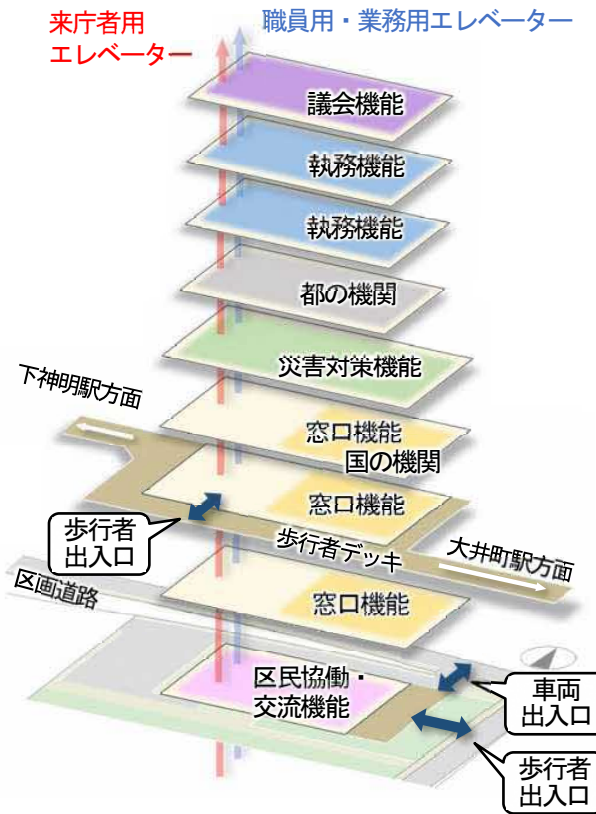 来庁者用
エレベーター
職員用・業務用エレベーター
議会機能
執務機能
執務機能
都の機関
災害対策機能
下神明駅方面
窓口機能
国の機関
窓口機能
歩行者
出入口
歩行者デッキ
大井町駅方面
区画道路
窓口機能
区民協働・
交流機能
車両
出入口
歩行者
出入口